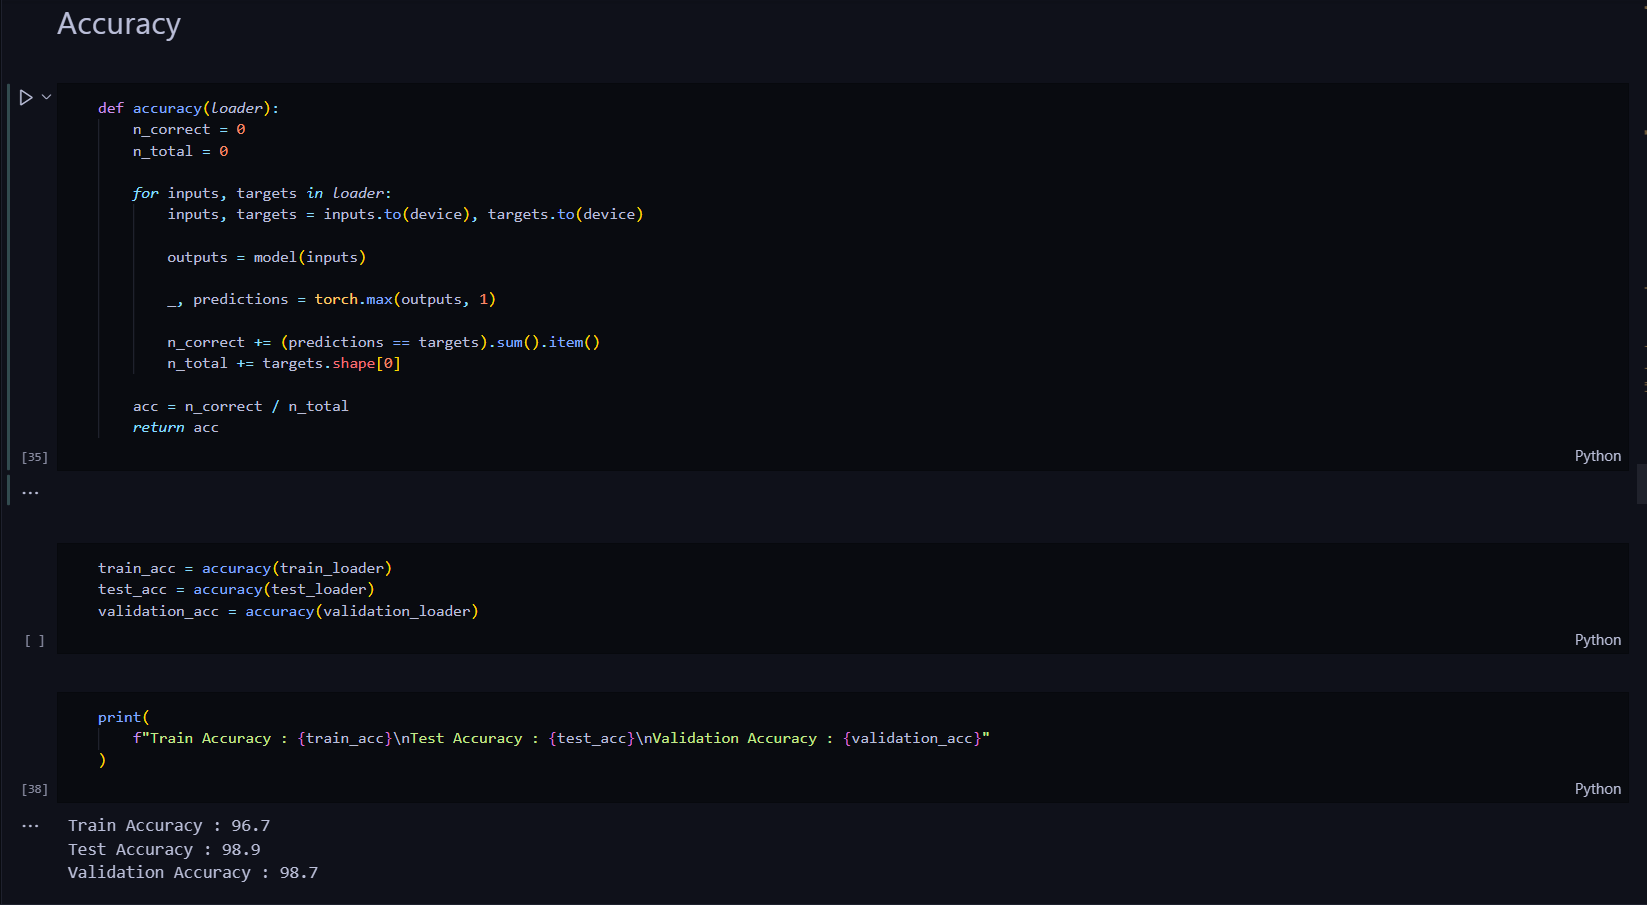 Accuracy
def accuracy(loader):
    n_correct = 0
    n_total = 0
    for inputs, targets in loader:
        inputs, targets = inputs.to(device), targets.to(device)
        outputs = model(inputs)
        _, predictions = torch.max(outputs, 1)
        n_correct += (predictions == targets).sum().item()
        n_total += targets.shape[0]
    acc = n_correct / n_total
    return acc
[35]
Python
...
train_acc = accuracy(train_loader)
test_acc = accuracy(test_loader)
validation_acc = accuracy(validation_loader)
[ ]
Python
print(
    f"Train Accuracy : {train_acc}\nTest Accuracy : {test_acc}\nValidation Accuracy : {validation_acc}"
)
[38]
Python
...
Train Accuracy : 96.7
Test Accuracy : 98.9
Validation Accuracy : 98.7